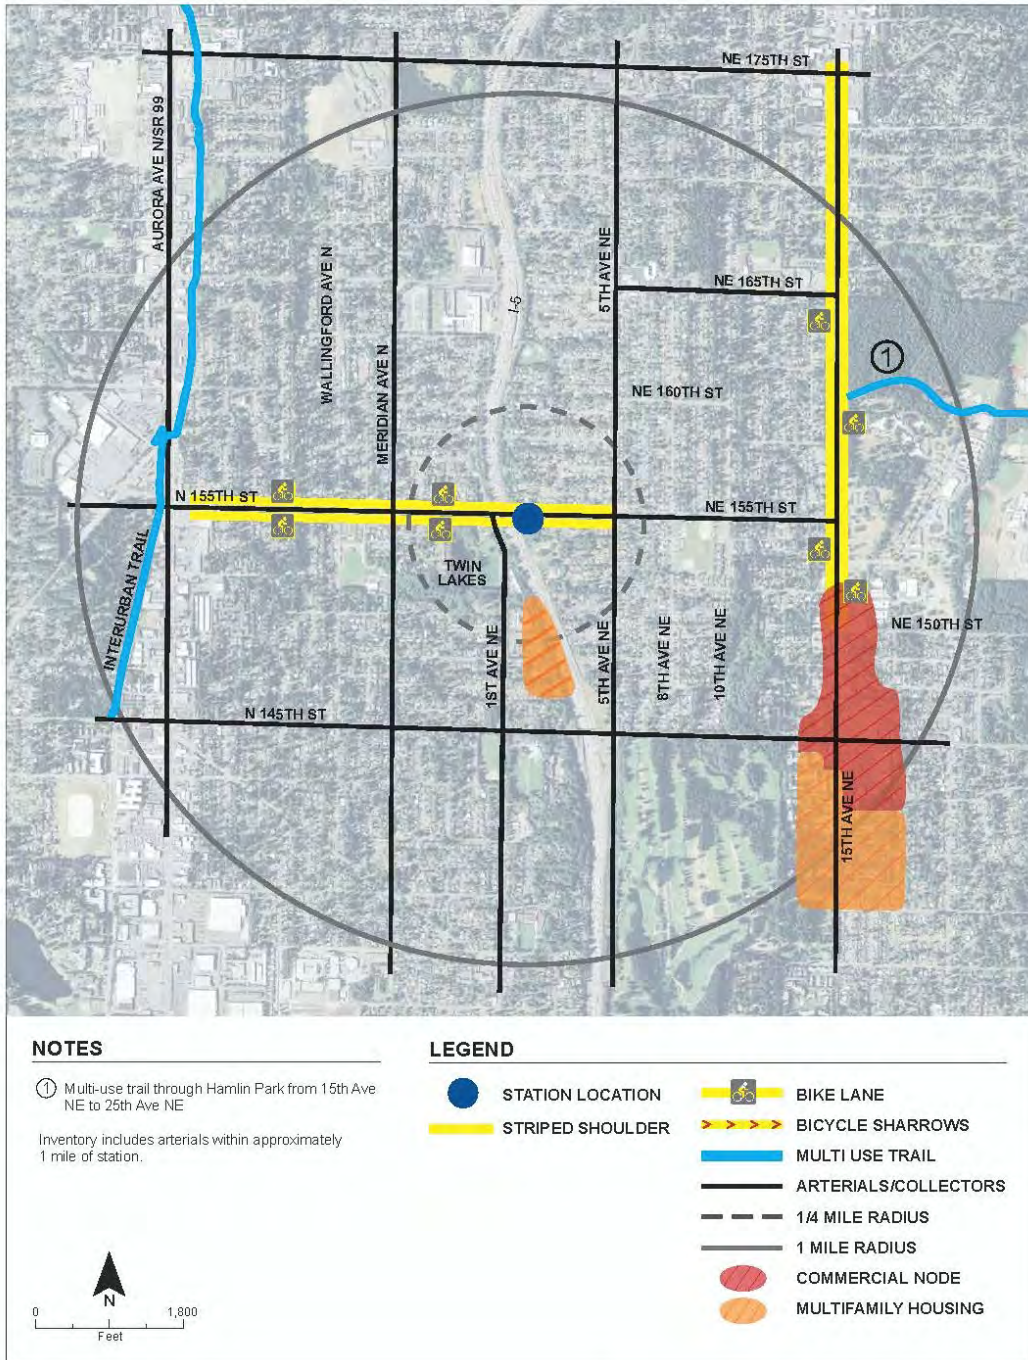 NE 175TH ST
AURORA AVE N/SR 99
WALLINGFORD AVE N
MERIDIAN AVE N
I-5
5TH AVE NE
NE 165TH ST
1
NE 160TH ST
N 155TH ST
NE 155TH ST
TWIN
LAKES
INTERURBAN TRAIL
1ST AVE NE
5TH AVE NE
8TH AVE NE
10TH AVE NE
NE 150TH ST
N 145TH ST
15TH AVE NE
NOTES
1 Multi-use trail through Hamlin Park from 15th Ave
NE to 25th Ave NE
Inventory includes arterials within approximately
1 mile of station.
N
0 1,800
Feet
LEGEND
STATION LOCATION
STRIPED SHOULDER
BIKE LANE
BICYCLE SHARROWS
MULTI USE TRAIL
ARTERIALS/COLLECTORS
1/4 MILE RADIUS
1 MILE RADIUS
COMMERCIAL NODE
MULTIFAMILY HOUSING